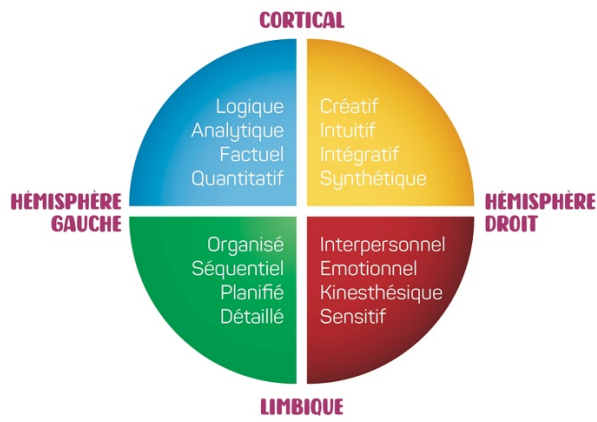 CORTICAL
Logique
Analytique
Factuel
Quantitatif
Créatif
Intuitif
Intégratif
Synthétique
HÉMISPHÈRE
GAUCHE
HÉMISPHÈRE
DROIT
Organisé
Séquentiel
Planifié
Détaillé
Interpersonnel
Emotionnel
Kinesthésique
Sensitif
LIMBIQUE